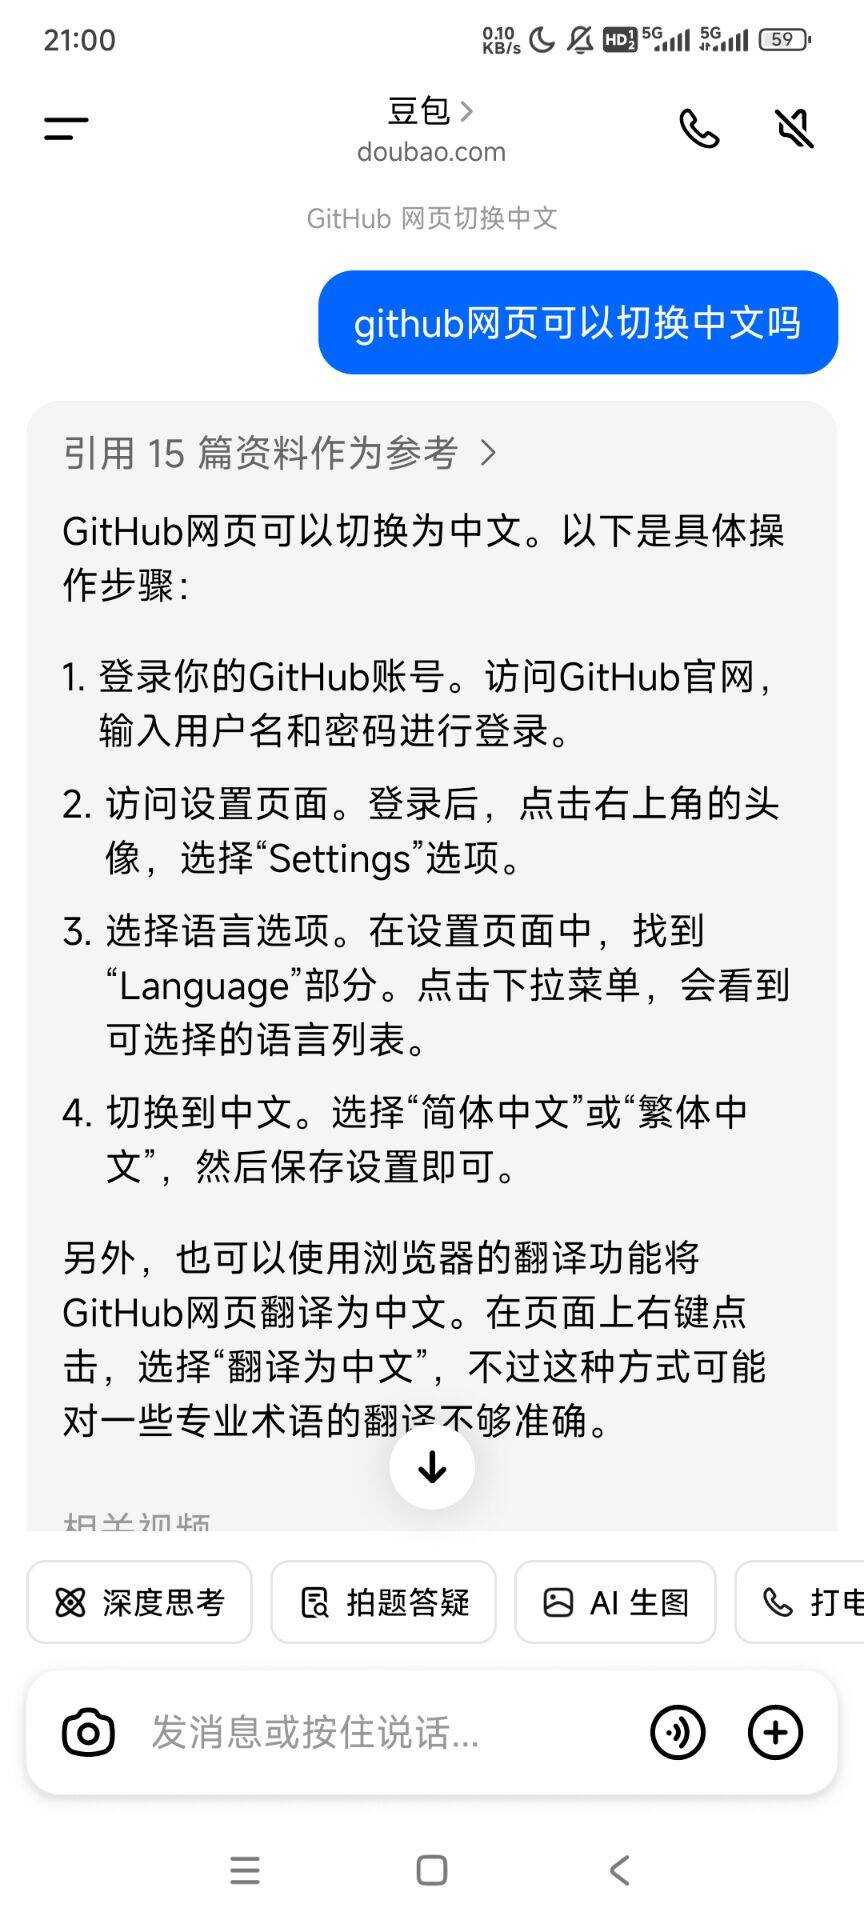 21:00
0.10 KB/s HD 1 2 5G 5G 59
豆包
doubao.com
GitHub 网页切换中文
github网页可以切换中文吗
引用 15 篇资料作为参考
GitHub网页可以切换为中文。以下是具体操
作步骤：
1. 登录你的GitHub账号。访问GitHub官网，
输入用户名和密码进行登录。
2. 访问设置页面。登录后，点击右上角的头
像，选择“Settings”选项。
3. 选择语言选项。在设置页面中，找到
“Language”部分。点击下拉菜单，会看到
可选择的语言列表。
4. 切换到中文。选择“简体中文”或“繁体中
文”，然后保存设置即可。
另外，也可以使用浏览器的翻译功能将
GitHub网页翻译为中文。在页面上右键点
击，选择“翻译为中文”，不过这种方式可能
对一些专业术语的翻译不够准确。
相关视频
深度思考 拍题答疑 AI 生图 打电
发消息或按住说话...